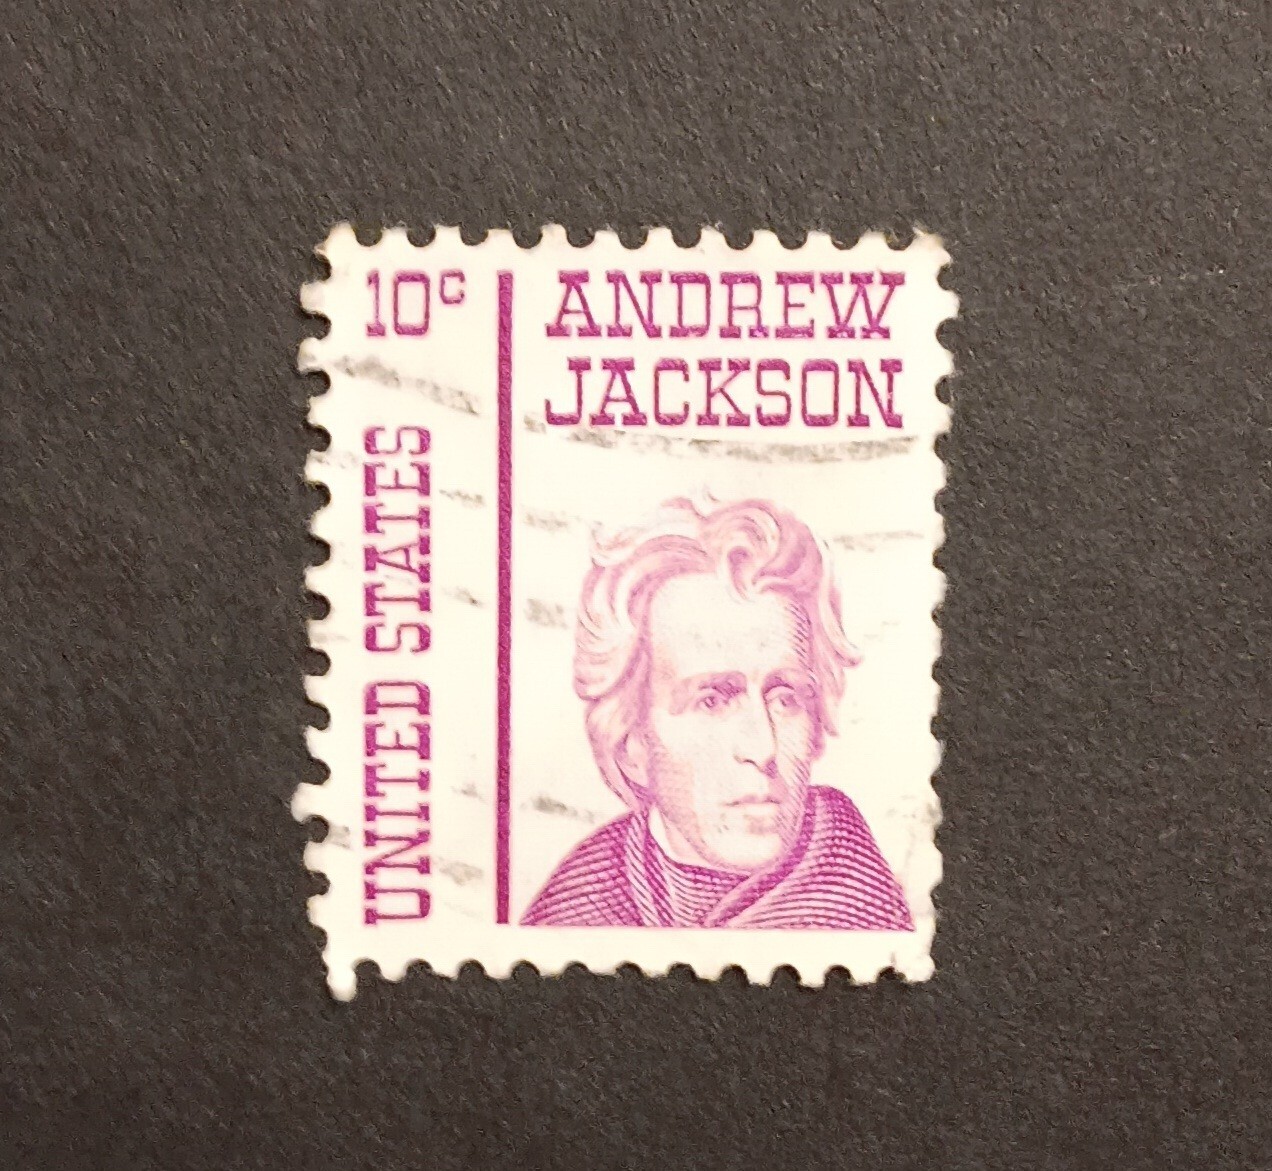 10c
ANDREW
JACKSON
UNITED STATES